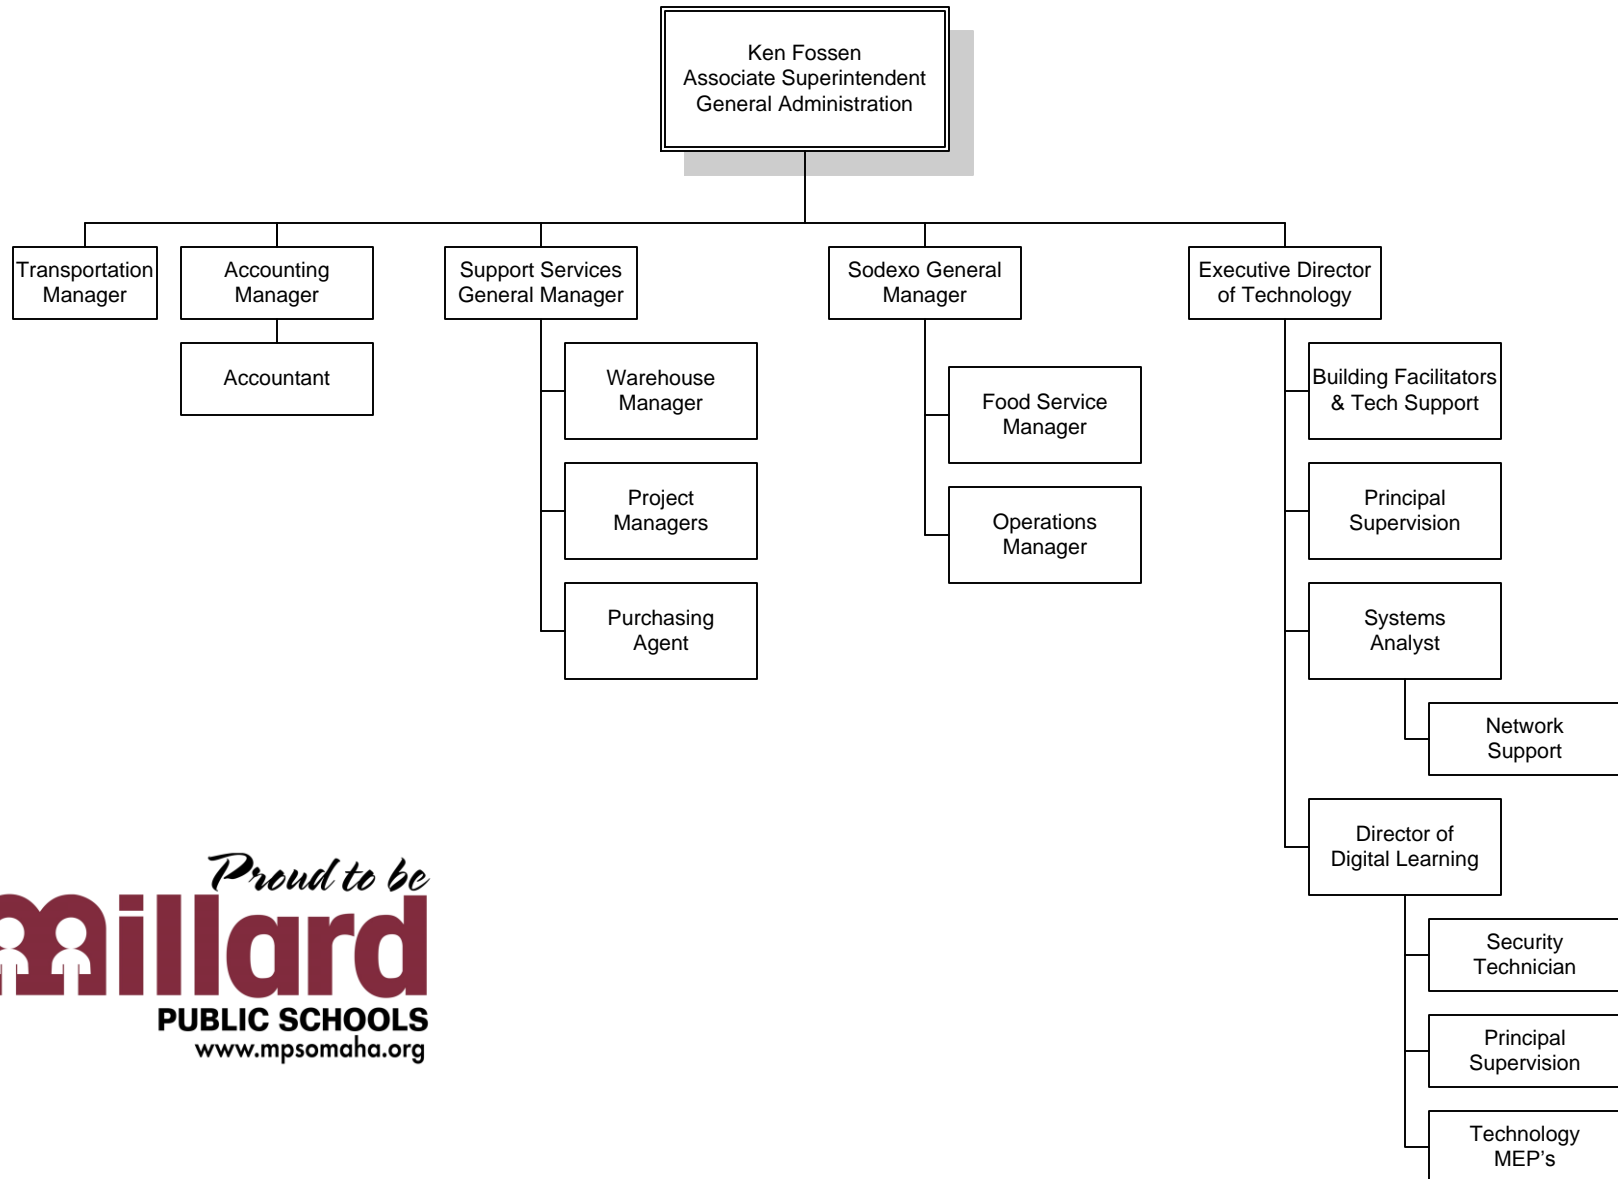 Ken Fossen
Associate Superintendent
General Administration
Transportation
Manager
Accounting
Manager
Support Services
General Manager
Sodexo General
Manager
Executive Director
of Technology
Accountant
Warehouse
Manager
Project
Managers
Purchasing
Agent
Food Service
Manager
Operations
Manager
Building Facilitators
& Tech Support
Principal
Supervision
Systems
Analyst
Network
Support
Director of
Digital Learning
Security
Technician
Principal
Supervision
Technology
MEP's
Proud to be
Millard
PUBLIC SCHOOLS
www.mpsomaha.org